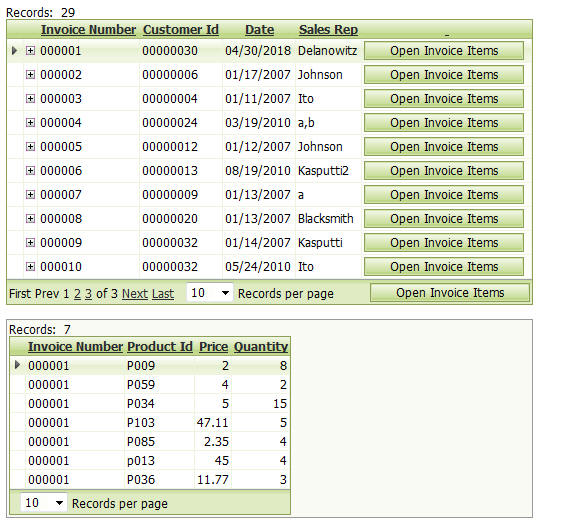 Records: 29
Invoice Number Customer Id Date Sales Rep
000001 00000030 04/30/2018 Delanowitz Open Invoice Items
000002 00000006 01/17/2007 Johnson Open Invoice Items
000003 00000004 01/11/2007 Ito Open Invoice Items
000004 00000024 03/19/2010 a,b Open Invoice Items
000005 00000012 01/12/2007 Johnson Open Invoice Items
000006 00000013 08/19/2010 Kasputti2 Open Invoice Items
000007 00000009 01/13/2007 a Open Invoice Items
000008 00000020 01/13/2007 Blacksmith Open Invoice Items
000009 00000032 01/14/2007 Kasputti Open Invoice Items
000010 00000032 05/24/2010 Ito Open Invoice Items
First Prev 1 2 3 of 3 Next Last 10 Records per page Open Invoice Items
Records: 7
Invoice Number Product Id Price Quantity
000001 P009 2 8
000001 P059 4 2
000001 P034 5 15
000001 P103 47.11 5
000001 P085 2.35 4
000001 p013 45 4
000001 P036 11.77 3
10 Records per page